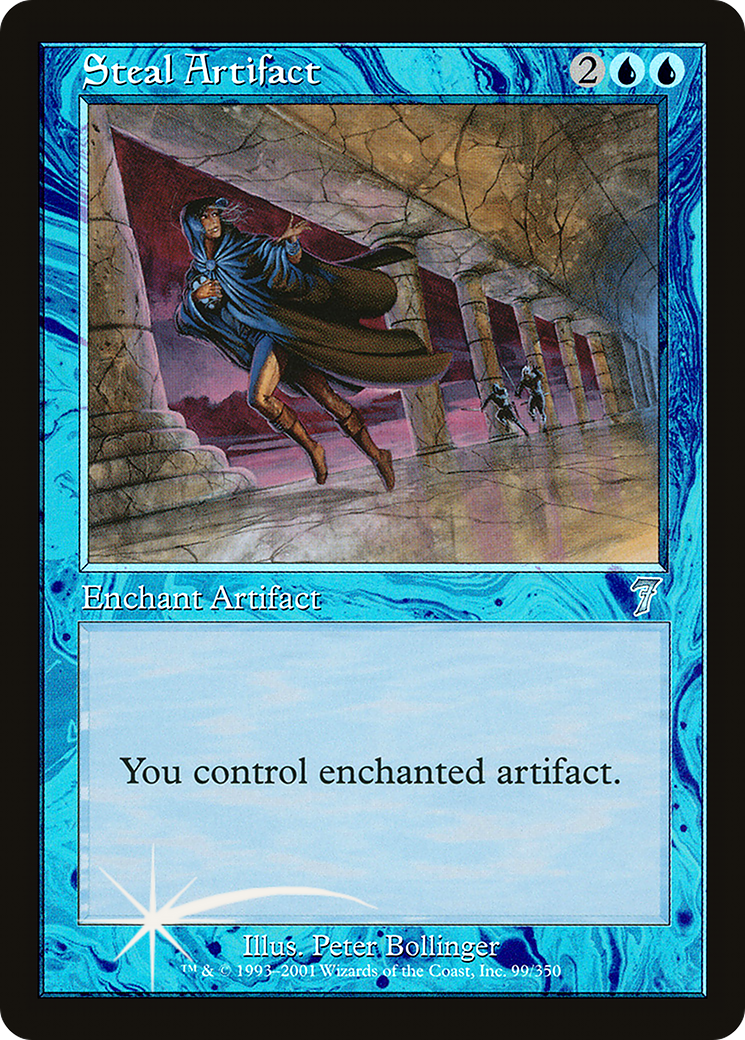 Steal Artifact 2
Enchant Artifact 7
You control enchanted artifact.
Illus. Peter Bollinger
™ & © 1993–2001 Wizards of the Coast, Inc. 99/350